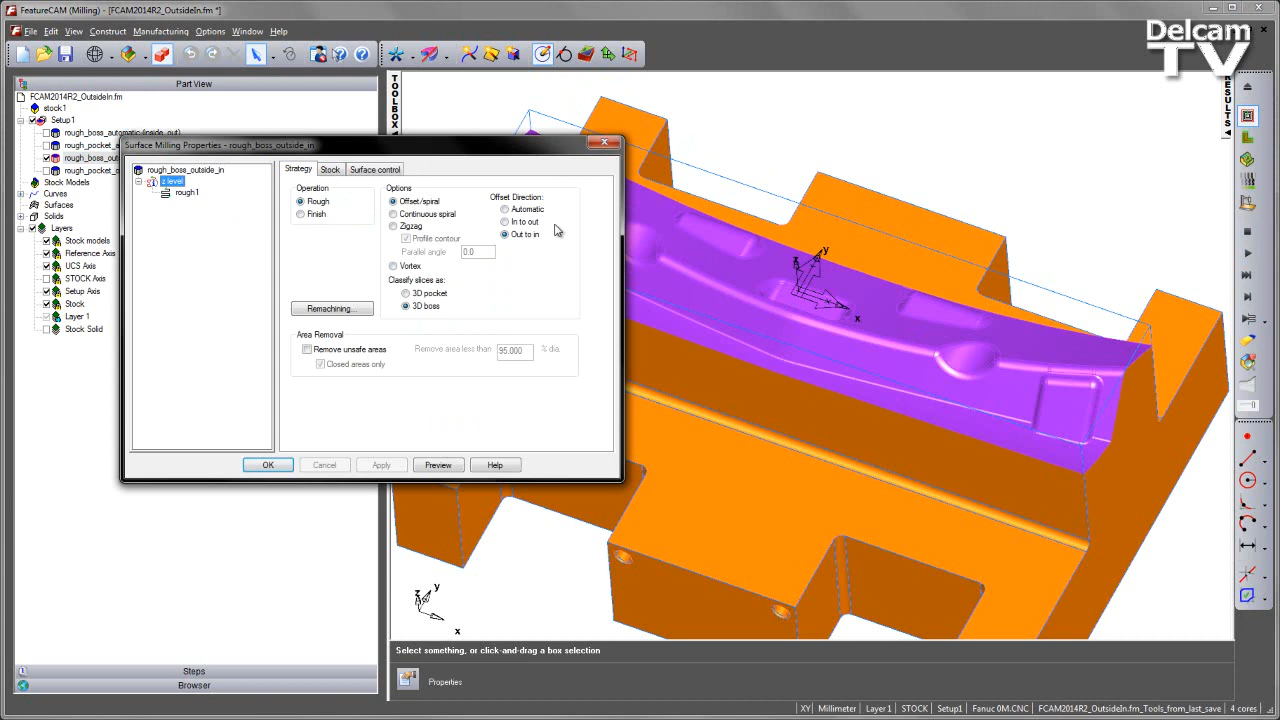 FeatureCAM (Milling) - [FCAM2014R2_OutsideIn.fm *]
File Edit View Construct Manufacturing Options Window Help
Delcam
TV
Part View
FCAM2014R2_OutsideIn.fm
stock1
Setup1
rough_boss_automatic (inside_out)
rough_pocket_a
rough_boss_ou
rough_pocket_o
Stock Models
Curves
Surfaces
Solids
Layers
Stock models
Reference Axis
UCS Axis
STOCK Axis
Setup Axis
Stock
Layer 1
Stock Solid
Steps
Browser
TOOLBOX
RESULTS
Surface Milling Properties - rough_boss_outside_in
rough_boss_outside_in
z level
rough1
Strategy Stock Surface control
Operation
Rough
Finish
Remachining...
Options
Offset/spiral
Continuous spiral
Zigzag
Profile contour
Parallel angle 0.0
Vortex
Classify slices as:
3D pocket
3D boss
Offset Direction:
Automatic
In to out
Out to in
Area Removal
Remove unsafe areas Remove area less than 95.000 % dia.
Closed areas only
OK Cancel Apply Preview Help
z y x
z y x
Select something, or click-and-drag a box selection
Properties
XY Millimeter Layer 1 STOCK Setup1 Fanuc 0M.CNC FCAM2014R2_OutsideIn.fm_Tools_from_last_save 4 cores